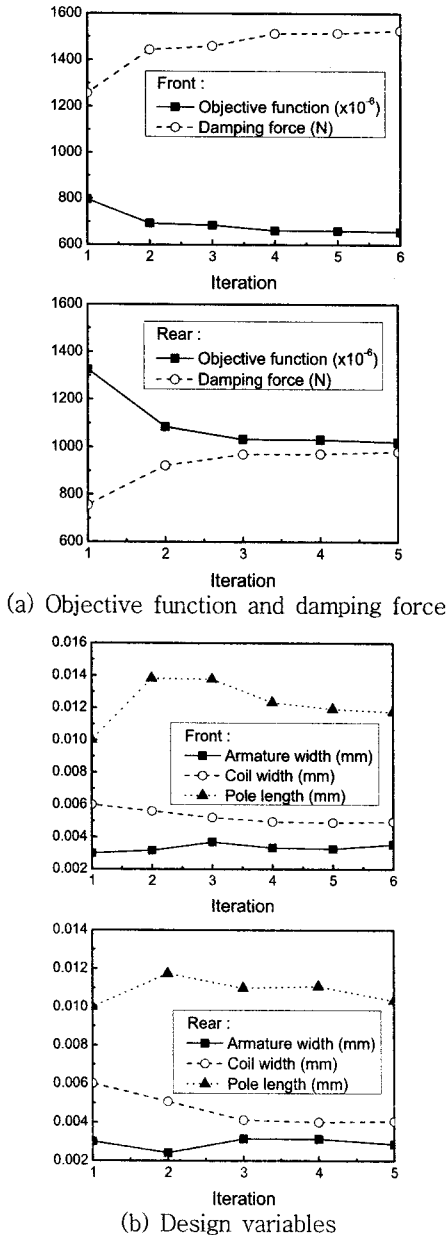 1600
1400
1200
1000
800
600
Front :
Objective function (x10⁻⁶)
Damping force (N)
1 2 3 4 5 6
Iteration
1600
1400
1200
1000
800
600
Rear :
Objective function (x10⁻⁶)
Damping force (N)
1 2 3 4 5
Iteration
(a) Objective function and damping force
0.016
0.014
0.012
0.010
0.008
0.006
0.004
0.002
Front :
Armature width (mm)
Coil width (mm)
Pole length (mm)
1 2 3 4 5 6
Iteration
0.014
0.012
0.010
0.008
0.006
0.004
0.002
Rear :
Armature width (mm)
Coil width (mm)
Pole length (mm)
1 2 3 4 5
Iteration
(b) Design variables